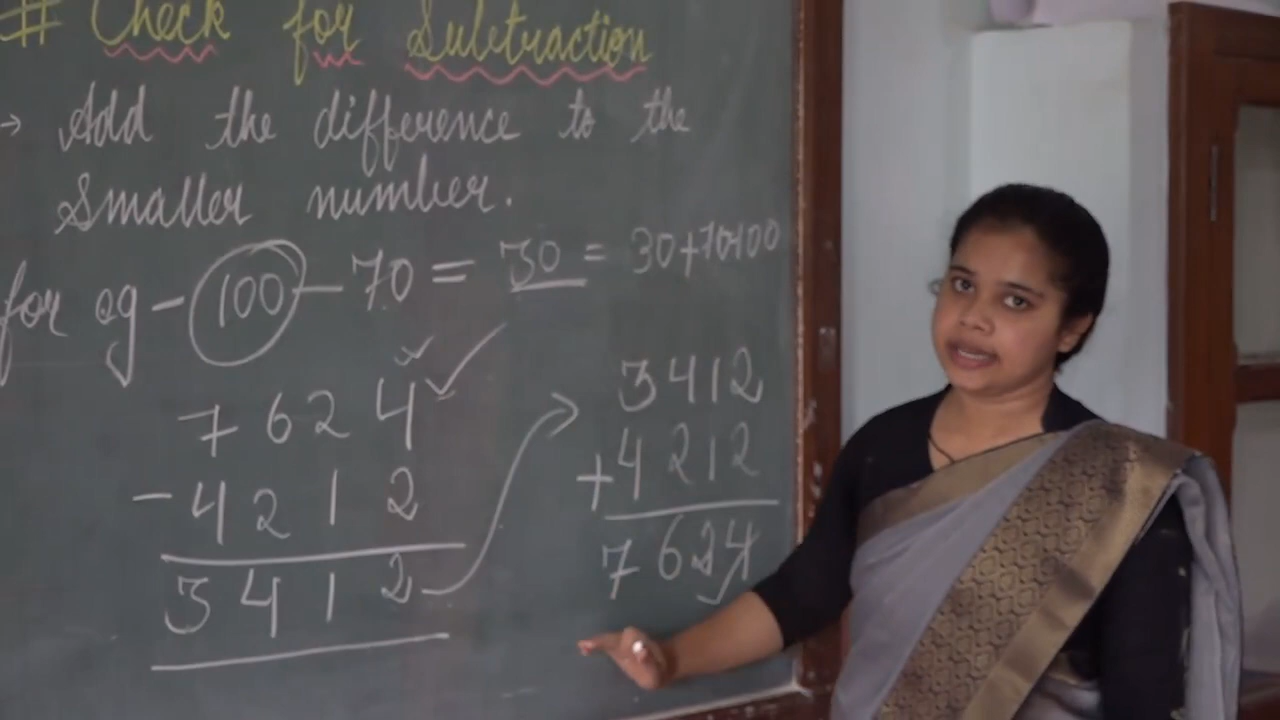 # Check for Subtraction
→ Add the difference to the
smaller number.
for eg - 100 - 70 = 30 = 30+70=100
7624 ✓
- 4212
3412
3412
+ 4212
7624